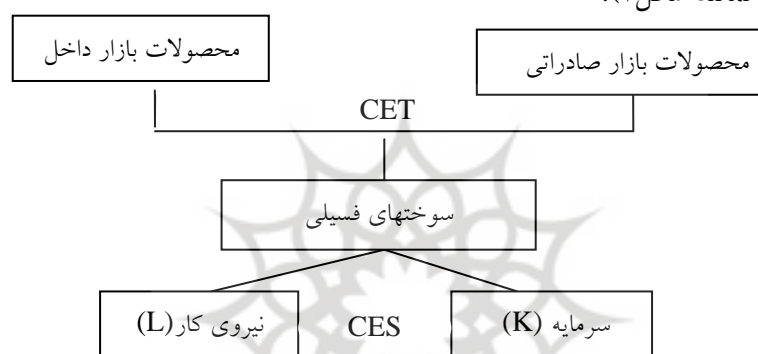 محصولات بازار صادراتی
محصولات بازار داخل
CET
سوختهای فسیلی
سرمایه (K)
CES
نیروی کار(L)